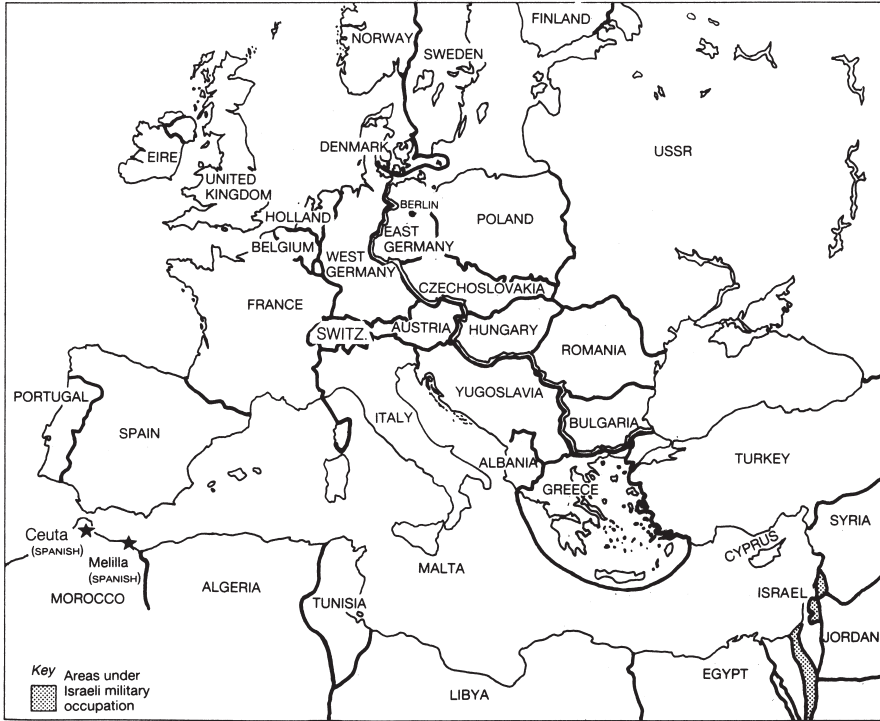 FINLAND
NORWAY
SWEDEN
DENMARK
USSR
EIRE
UNITED
KINGDOM
HOLLAND
BERLIN
POLAND
BELGIUM
EAST
GERMANY
WEST
GERMANY
CZECHOSLOVAKIA
FRANCE
SWITZ.
AUSTRIA
HUNGARY
ROMANIA
PORTUGAL
SPAIN
ITALY
YUGOSLAVIA
BULGARIA
ALBANIA
GREECE
TURKEY
SYRIA
Ceuta
(SPANISH)
Melilla
(SPANISH)
MOROCCO
ALGERIA
TUNISIA
MALTA
CYPRUS
ISRAEL
JORDAN
EGYPT
LIBYA
Key
Areas under
Israeli military
occupation